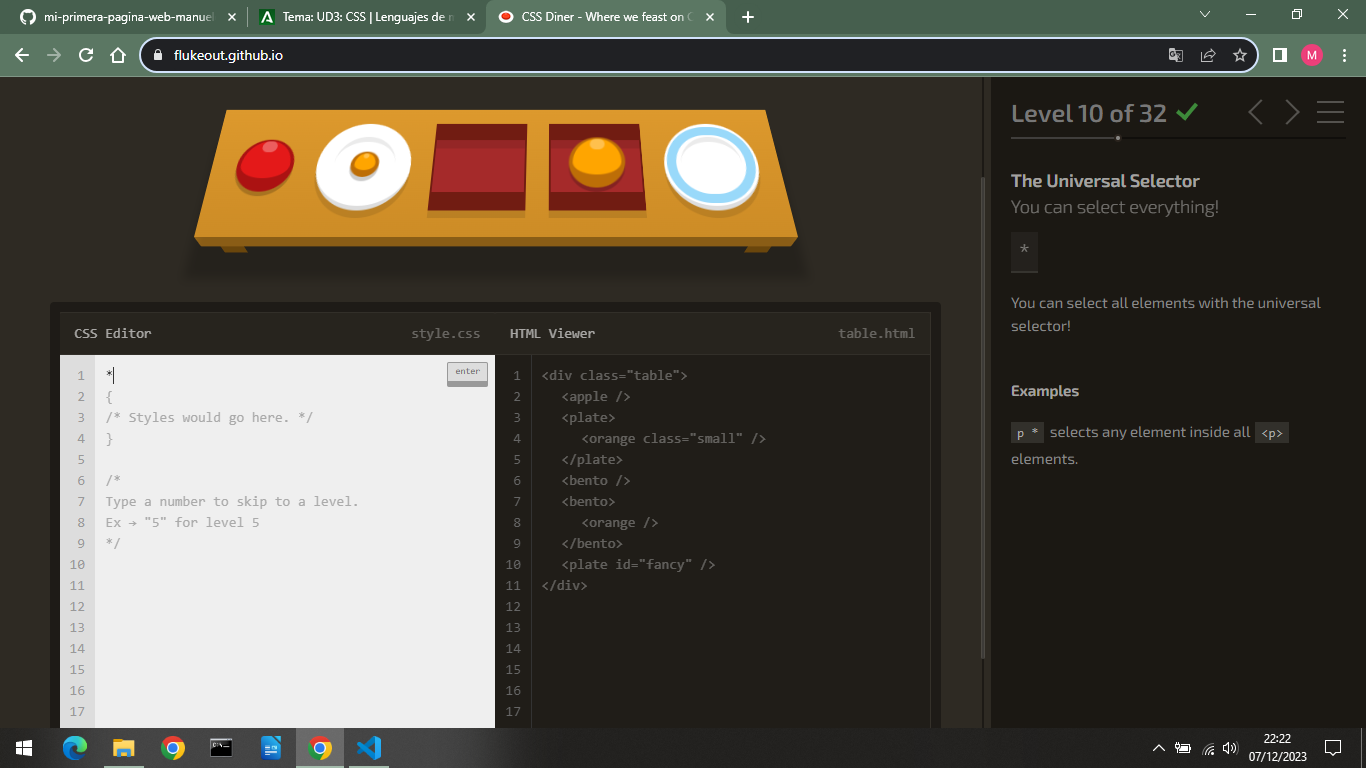 mi-primera-pagina-web-manuel
Tema: UD3: CSS | Lenguajes de m
CSS Diner - Where we feast on C
flukeout.github.io
M
Level 10 of 32
The Universal Selector
You can select everything!
*
You can select all elements with the universal
selector!
Examples
p * selects any element inside all <p>
elements.
CSS Editor
style.css
HTML Viewer
table.html
enter
1 *
2 {
3 /* Styles would go here. */
4 }
5
6 /*
7 Type a number to skip to a level.
8 Ex → "5" for level 5
9 */
10
11
12
13
14
15
16
17
1 <div class="table">
2 <apple />
3 <plate>
4 <orange class="small" />
5 </plate>
6 <bento />
7 <bento>
8 <orange />
9 </bento>
10 <plate id="fancy" />
11 </div>
12
13
14
15
16
17
22:22
07/12/2023